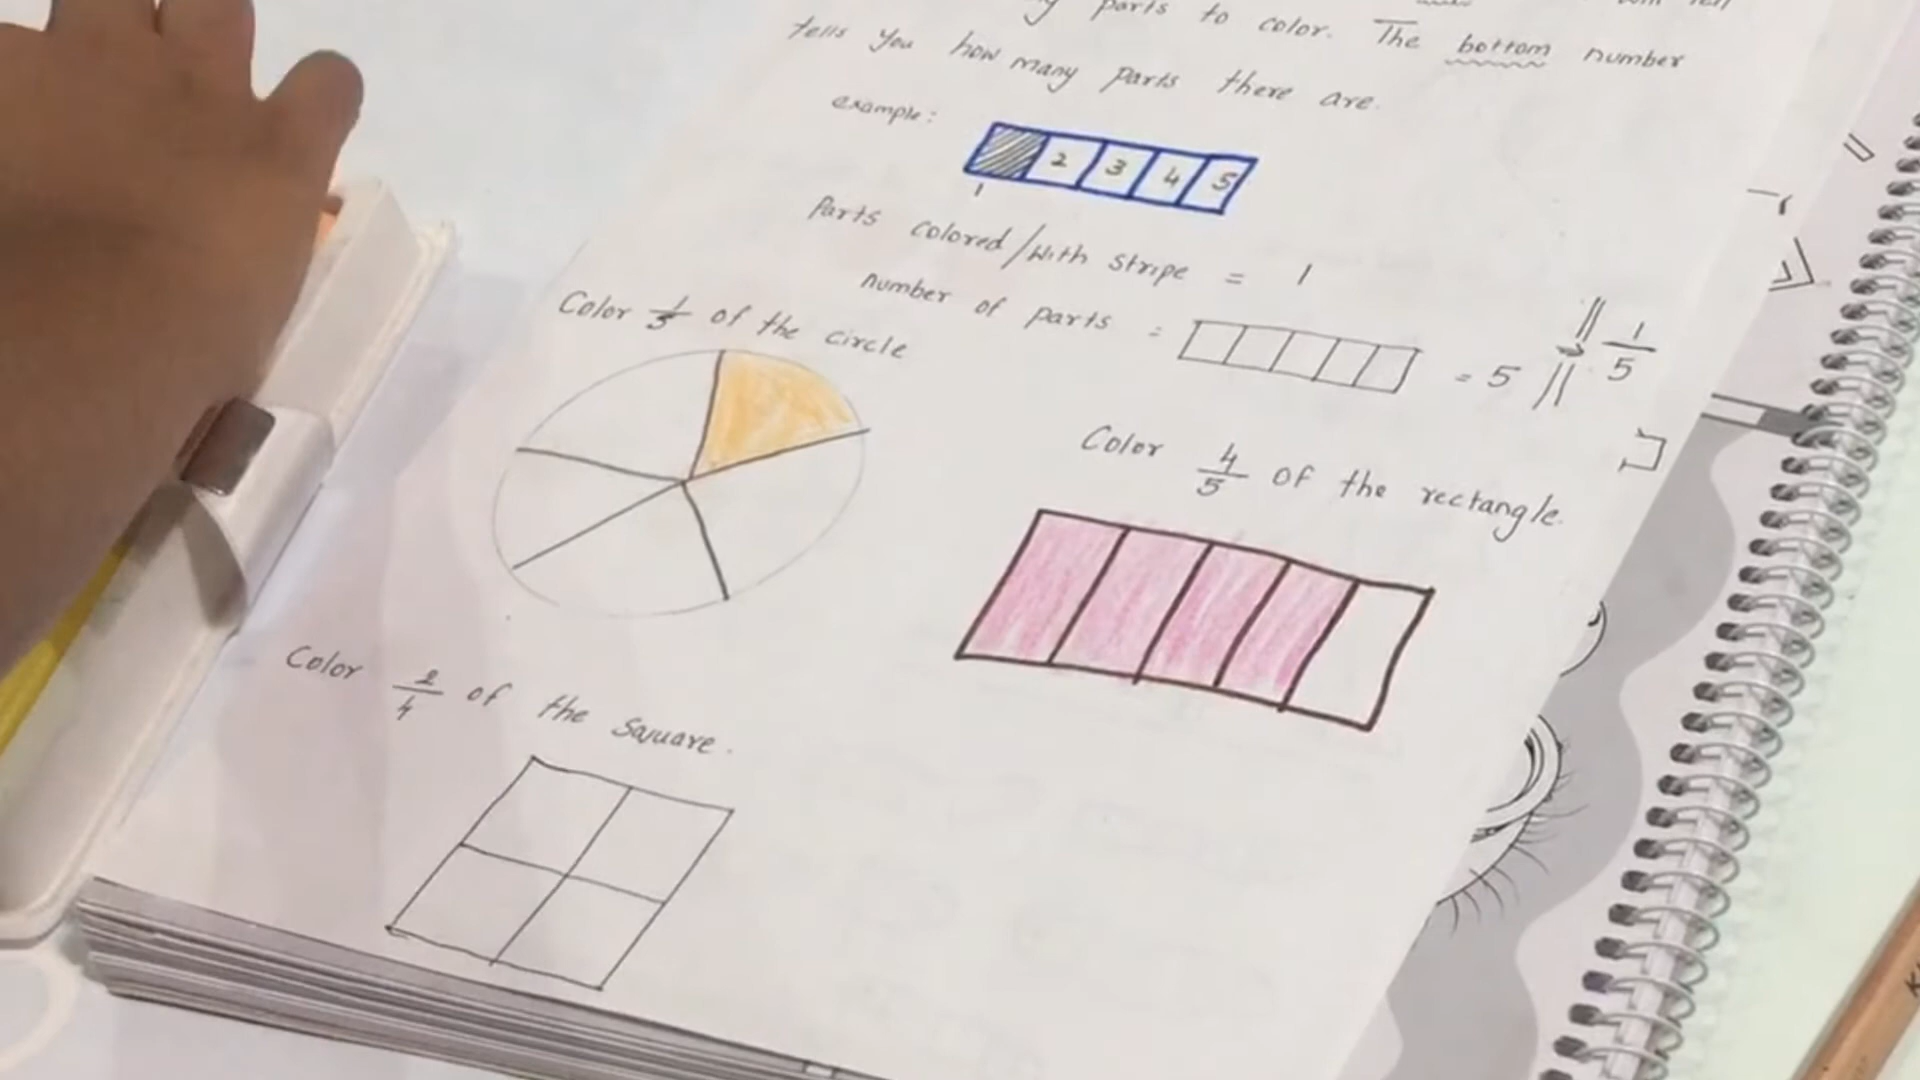 parts to color. The bottom number
tells you how many parts there are.
example:
2 3 4 5
1
Parts colored/with stripe = 1
number of parts = = 5 1/5
Color 1/5 of the circle
Color 4/5 of the rectangle.
Color 2/4 of the square.